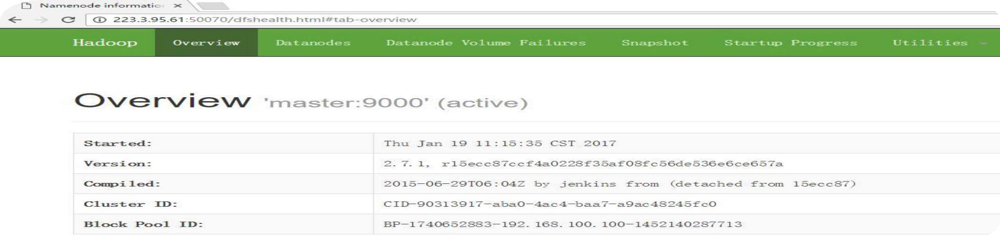 Namenode information
223.3.95.61:50070/dfshealth.html#tab-overview
Hadoop Overview Datanodes Datanode Volume Failures Snapshot Startup Progress Utilities
Overview 'master:9000' (active)
Started: Thu Jan 19 11:15:35 CST 2017
Version: 2.7.1, r15ecc87ccf4a0228f35af08fc56de536e6ce657a
Compiled: 2015-06-29T06:04Z by jenkins from (detached from 15ecc87)
Cluster ID: CID-90313917-aba0-4ac4-baa7-a9ac48245fc0
Block Pool ID: BP-1740652883-192.168.100.100-1452140287713